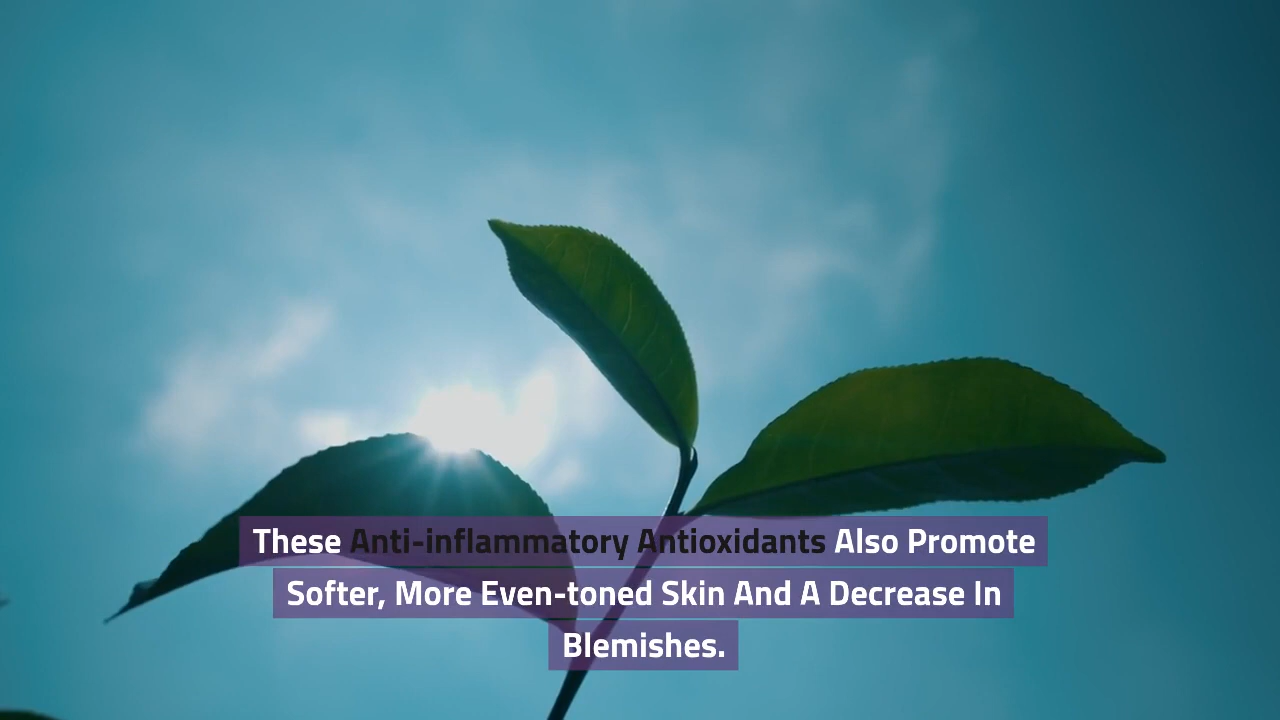 These Anti-inflammatory Antioxidants Also Promote
Softer, More Even-toned Skin And A Decrease In
Blemishes.